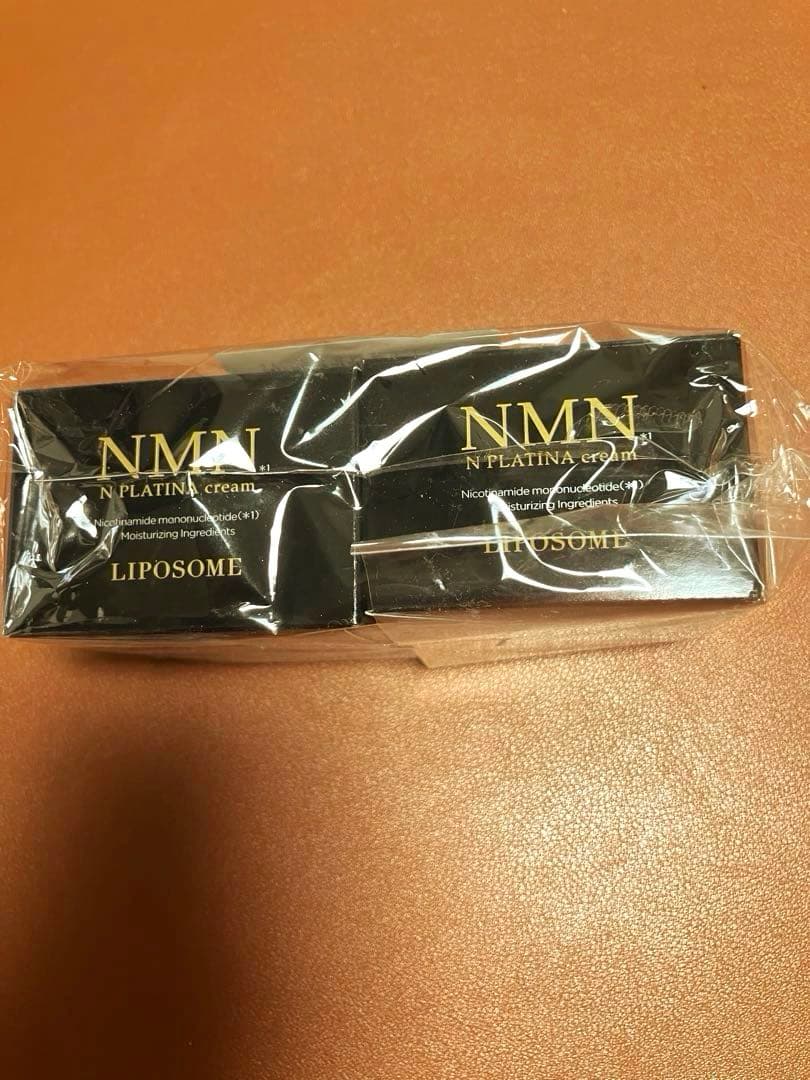 NMN *1
N PLATINA cream
Nicotinamide mononucleotide(*1)
Moisturizing Ingredients
LIPOSOME
NMN *1
N PLATINA cream
Nicotinamide mononucleotide(*1)
Moisturizing Ingredients
LIPOSOME